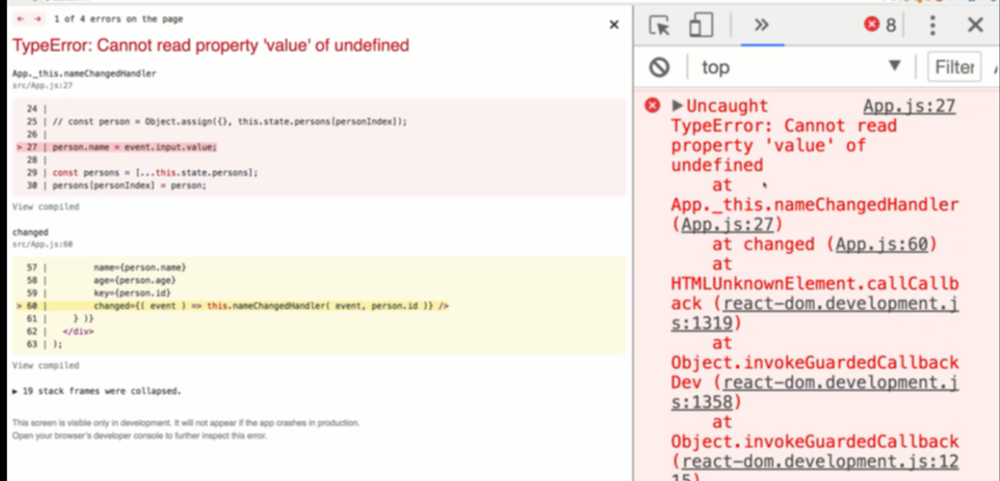 ← → 1 of 4 errors on the page
TypeError: Cannot read property 'value' of undefined
App._this.nameChangedHandler
src/App.js:27
24 |
25 | // const person = Object.assign({}, this.state.persons[personIndex]);
26 |
> 27 | person.name = event.input.value;
28 |
29 | const persons = [...this.state.persons];
30 | persons[personIndex] = person;
View compiled
changed
src/App.js:60
57 | name={person.name}
58 | age={person.age}
59 | key={person.id}
> 60 | changed={( event ) => this.nameChangedHandler( event, person.id )} />
61 | } )}
62 | </div>
63 | );
View compiled
▶ 19 stack frames were collapsed.
This screen is visible only in development. It will not appear if the app crashes in production.
Open your browser's developer console to further inspect this error.
8
top
Filter
Uncaught App.js:27
TypeError: Cannot read
property 'value' of
undefined
at
App._this.nameChangedHandler
(App.js:27)
at changed (App.js:60)
at
HTMLUnknownElement.callCallb
ack (react-dom.development.j
s:1319)
at
Object.invokeGuardedCallback
Dev (react-dom.development.j
s:1358)
at
Object.invokeGuardedCallback
(react-dom.development.js:12
15)